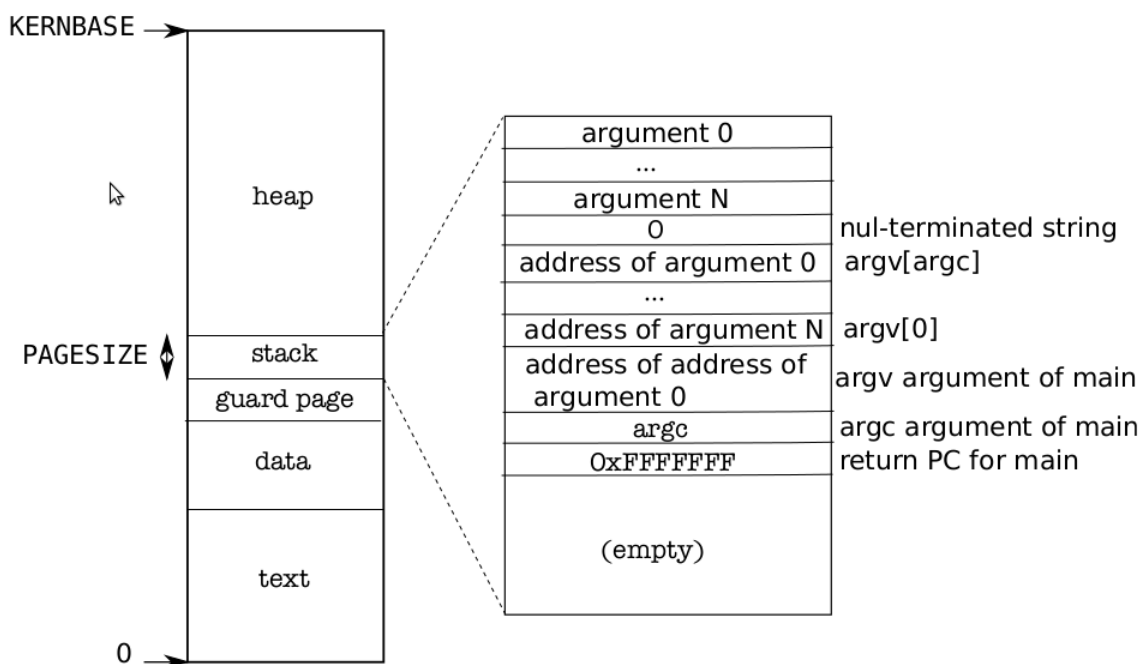 KERNBASE
heap
PAGESIZE
stack
guard page
data
text
0
argument 0
...
argument N
0
nul-terminated string
address of argument 0
argv[argc]
...
address of argument N
argv[0]
address of address of
argument 0
argv argument of main
argc
argc argument of main
0xFFFFFFF
return PC for main
(empty)